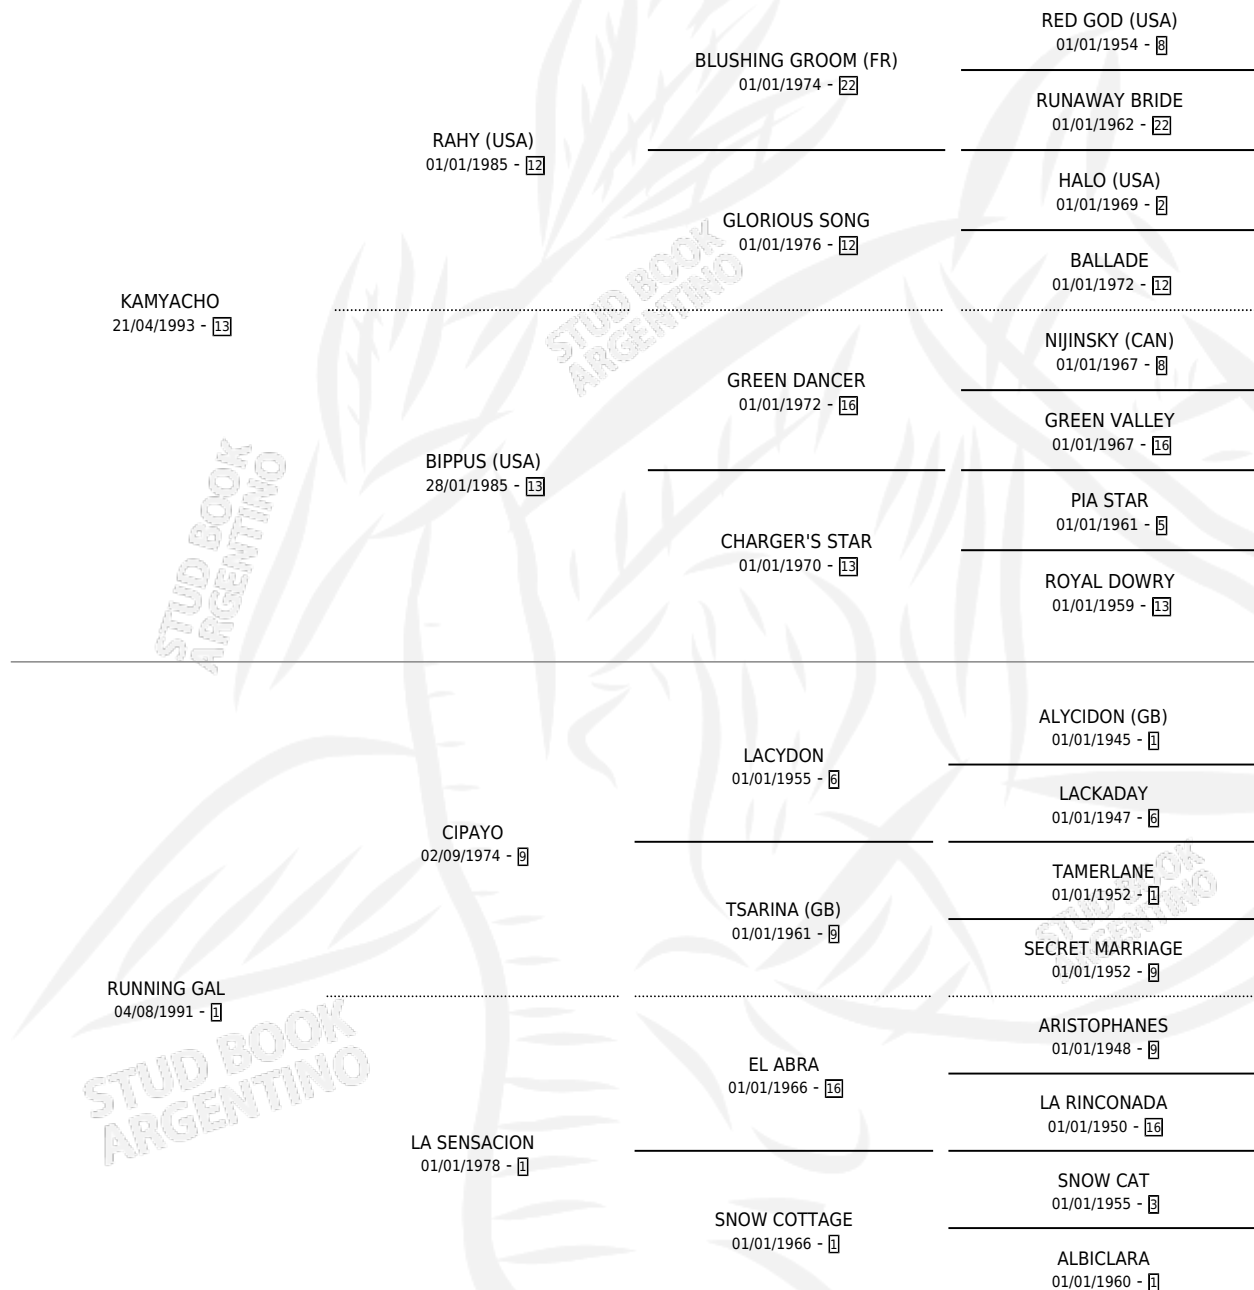 RED GOD (USA)
01/01/1954 - 8
BLUSHING GROOM (FR)
01/01/1974 - 22
RUNAWAY BRIDE
01/01/1962 - 22
RAHY (USA)
01/01/1985 - 12
HALO (USA)
01/01/1969 - 2
GLORIOUS SONG
01/01/1976 - 12
BALLADE
01/01/1972 - 12
KAMYACHO
21/04/1993 - 13
NIJINSKY (CAN)
01/01/1967 - 8
GREEN DANCER
01/01/1972 - 16
GREEN VALLEY
01/01/1967 - 16
BIPPUS (USA)
28/01/1985 - 13
PIA STAR
01/01/1961 - 5
CHARGER'S STAR
01/01/1970 - 13
ROYAL DOWRY
01/01/1959 - 13
ALYCIDON (GB)
01/01/1945 - 1
LACYDON
01/01/1955 - 6
LACKADAY
01/01/1947 - 6
CIPAYO
02/09/1974 - 9
TAMERLANE
01/01/1952 - 1
TSARINA (GB)
01/01/1961 - 9
SECRET MARRIAGE
01/01/1952 - 9
RUNNING GAL
04/08/1991 - 1
ARISTOPHANES
01/01/1948 - 9
EL ABRA
01/01/1966 - 16
LA RINCONADA
01/01/1950 - 16
LA SENSACION
01/01/1978 - 1
SNOW CAT
01/01/1955 - 3
SNOW COTTAGE
01/01/1966 - 1
ALBICLARA
01/01/1960 - 1
STUD BOOK
ARGENTINO
STUD BOOK
ARGENTINO
STUD BOOK
ARGENTINO
STUD BOOK
ARGENTINO